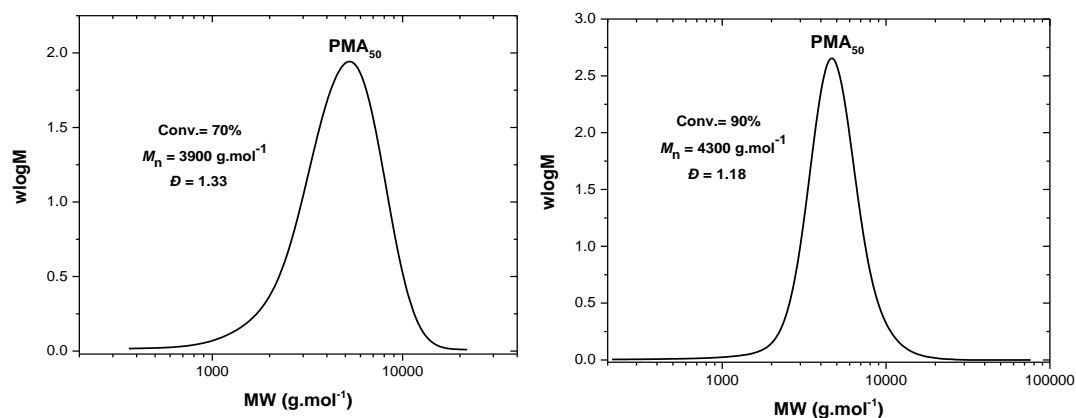 PMA₅₀
2.0
1.5
1.0
0.5
0.0
wlogM
Conv.= 70%
Mn = 3900 g.mol⁻¹
Đ = 1.33
1000
10000
MW (g.mol⁻¹)
PMA₅₀
3.0
2.5
2.0
1.5
1.0
0.5
0.0
wlogM
Conv.= 90%
Mn = 4300 g.mol⁻¹
Đ = 1.18
1000
10000
100000
MW (g.mol⁻¹)